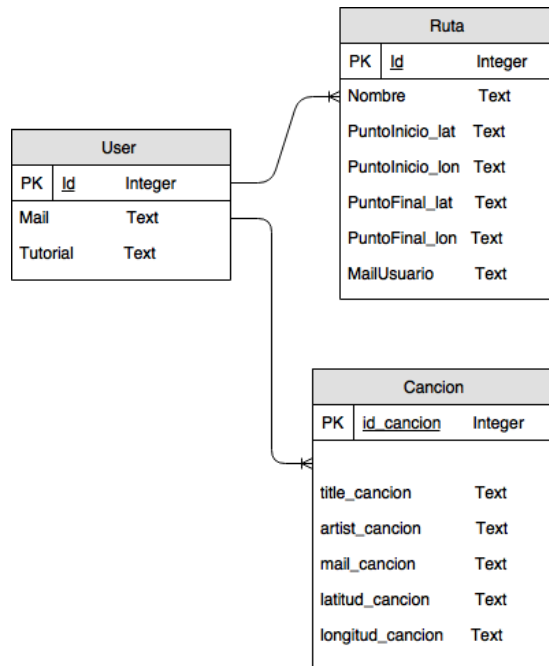 Ruta
PK Id Integer
Nombre Text
PuntoInicio_lat Text
PuntoInicio_lon Text
PuntoFinal_lat Text
PuntoFinal_lon Text
MailUsuario Text
User
PK Id Integer
Mail Text
Tutorial Text
Cancion
PK id_cancion Integer
title_cancion Text
artist_cancion Text
mail_cancion Text
latitud_cancion Text
longitud_cancion Text